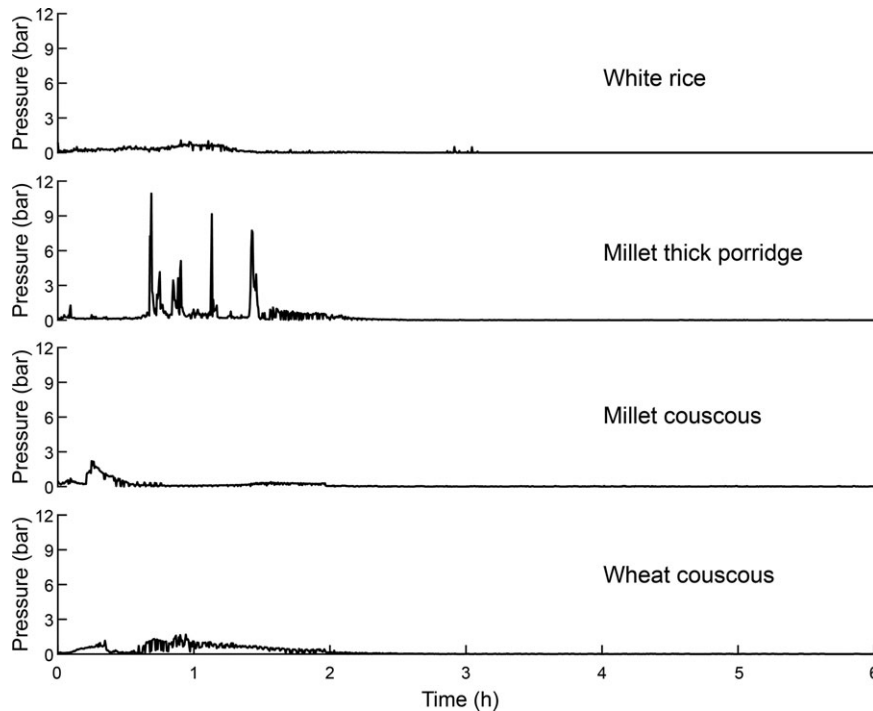 12
9
6
3
0
Pressure (bar)
White rice
12
9
6
3
0
Pressure (bar)
Millet thick porridge
12
9
6
3
0
Pressure (bar)
Millet couscous
12
9
6
3
0
Pressure (bar)
Wheat couscous
0 1 2 3 4 5 6
Time (h)